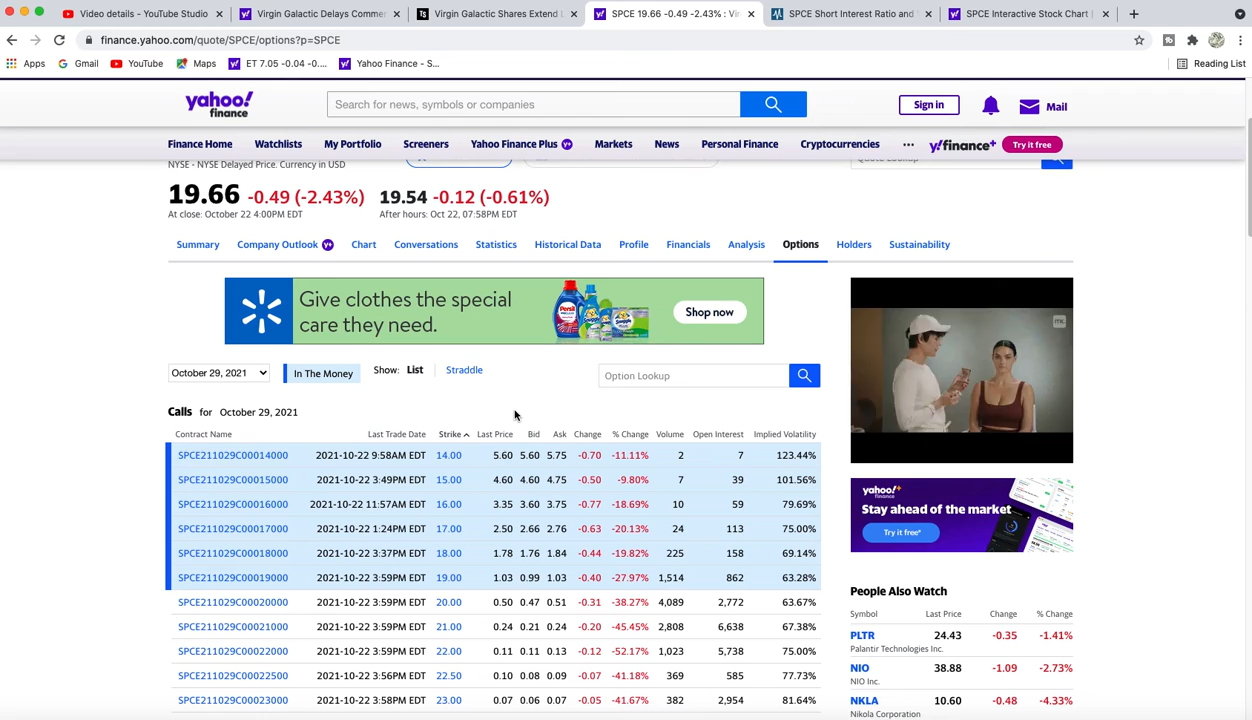 Video details - YouTube Studio
Virgin Galactic Delays Commer
Virgin Galactic Shares Extend L
SPCE 19.66 -0.49 -2.43% : Vir
SPCE Short Interest Ratio and
SPCE Interactive Stock Chart |
finance.yahoo.com/quote/SPCE/options?p=SPCE
Apps Gmail YouTube Maps ET 7.05 -0.04 -0.... Yahoo Finance - S... Reading List
yahoo! finance
Search for news, symbols or companies
Sign in
Mail
Finance Home Watchlists My Portfolio Screeners Yahoo Finance Plus Markets News Personal Finance Cryptocurrencies ... y!finance+ Try it free
NYSE - NYSE Delayed Price. Currency in USD
Quote Lookup
19.66 -0.49 (-2.43%) 19.54 -0.12 (-0.61%)
At close: October 22 4:00PM EDT After hours: Oct 22, 07:58PM EDT
Summary Company Outlook Chart Conversations Statistics Historical Data Profile Financials Analysis Options Holders Sustainability
Give clothes the special
care they need.
Shop now
October 29, 2021 In The Money Show: List Straddle Option Lookup
Calls for October 29, 2021
Contract Name Last Trade Date Strike Last Price Bid Ask Change % Change Volume Open Interest Implied Volatility
SPCE211029C00014000 2021-10-22 9:58AM EDT 14.00 5.60 5.60 5.75 -0.70 -11.11% 2 7 123.44%
SPCE211029C00015000 2021-10-22 3:49PM EDT 15.00 4.60 4.60 4.75 -0.50 -9.80% 7 39 101.56%
SPCE211029C00016000 2021-10-22 11:57AM EDT 16.00 3.35 3.60 3.75 -0.77 -18.69% 10 59 79.69%
SPCE211029C00017000 2021-10-22 1:24PM EDT 17.00 2.50 2.66 2.76 -0.63 -20.13% 24 113 75.00%
SPCE211029C00018000 2021-10-22 3:37PM EDT 18.00 1.78 1.76 1.84 -0.44 -19.82% 225 158 69.14%
SPCE211029C00019000 2021-10-22 3:59PM EDT 19.00 1.03 0.99 1.03 -0.40 -27.97% 1,514 862 63.28%
SPCE211029C00020000 2021-10-22 3:59PM EDT 20.00 0.50 0.47 0.51 -0.31 -38.27% 4,089 2,772 63.67%
SPCE211029C00021000 2021-10-22 3:59PM EDT 21.00 0.24 0.21 0.24 -0.20 -45.45% 2,808 6,638 67.38%
SPCE211029C00022000 2021-10-22 3:59PM EDT 22.00 0.11 0.11 0.13 -0.12 -52.17% 1,023 5,738 75.00%
SPCE211029C00022500 2021-10-22 3:56PM EDT 22.50 0.10 0.08 0.09 -0.07 -41.18% 369 585 77.73%
SPCE211029C00023000 2021-10-22 3:58PM EDT 23.00 0.07 0.06 0.07 -0.05 -41.67% 382 2,954 81.64%
yahoo! finance+
Stay ahead of the market
Try it free*
People Also Watch
Symbol Last Price Change % Change
PLTR 24.43 -0.35 -1.41%
Palantir Technologies Inc.
NIO 38.88 -1.09 -2.73%
NIO Inc.
NKLA 10.60 -0.48 -4.33%
Nikola Corporation